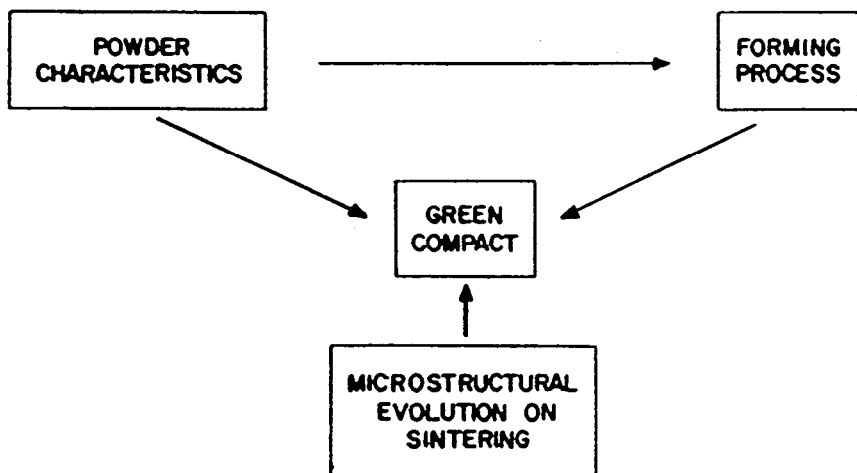 POWDER
CHARACTERISTICS
FORMING
PROCESS
GREEN
COMPACT
MICROSTRUCTURAL
EVOLUTION ON
SINTERING